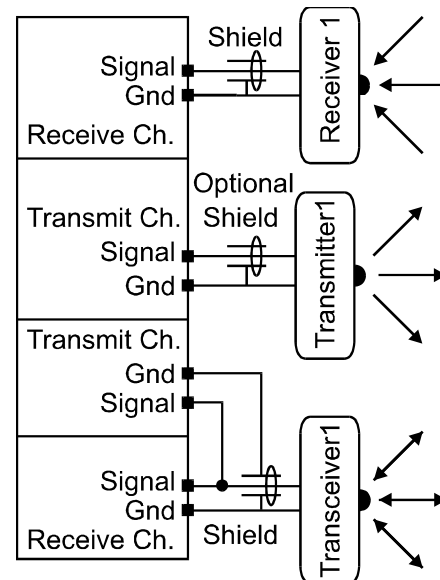 Shield
Signal
Gnd
Receive Ch.
Receiver 1
Optional
Shield
Transmit Ch.
Signal
Gnd
Transmitter1
Transmit Ch.
Gnd
Signal
Signal
Gnd
Receive Ch.
Shield
Transceiver1